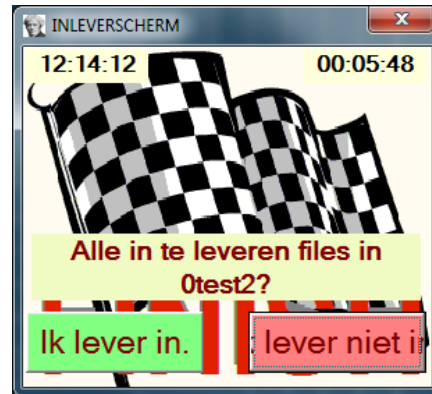 INLEVERSCHERM
12:14:12 00:05:48
Alle in te leveren files in
0test2?
Ik lever in. lever niet i